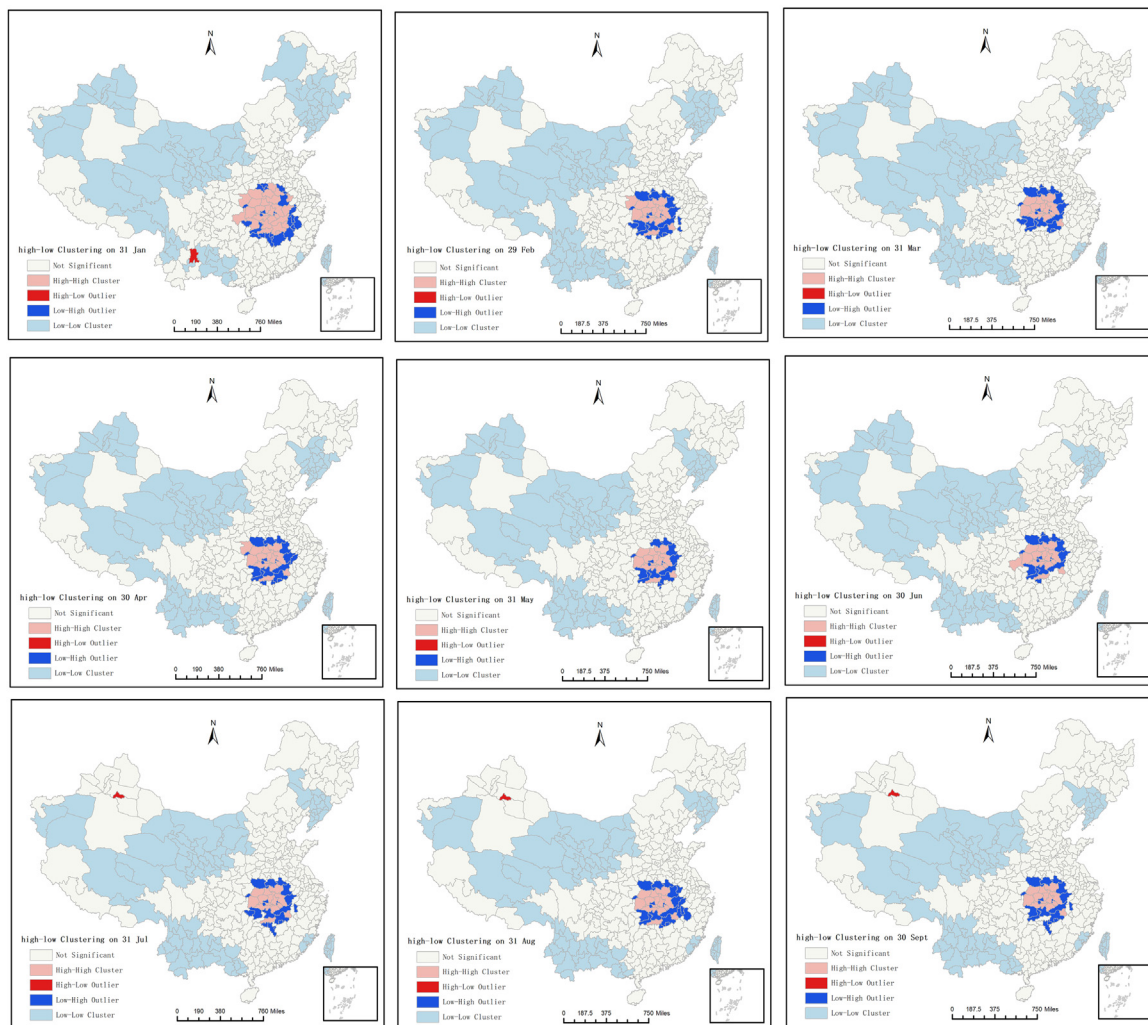 N
high-low Clustering on 31 Jan
Not Significant
High-High Cluster
High-Low Outlier
Low-High Outlier
Low-Low Cluster
0 190 380 760 Miles
N
high-low Clustering on 29 Feb
Not Significant
High-High Cluster
High-Low Outlier
Low-High Outlier
Low-Low Cluster
0 187.5 375 750 Miles
N
high-low Clustering on 31 Mar
Not Significant
High-High Cluster
High-Low Outlier
Low-High Outlier
Low-Low Cluster
0 187.5 375 750 Miles
N
high-low Clustering on 30 Apr
Not Significant
High-High Cluster
High-Low Outlier
Low-High Outlier
Low-Low Cluster
0 190 380 760 Miles
N
high-low Clustering on 31 May
Not Significant
High-High Cluster
High-Low Outlier
Low-High Outlier
Low-Low Cluster
0 187.5 375 750 Miles
N
high-low Clustering on 30 Jun
Not Significant
High-High Cluster
High-Low Outlier
Low-High Outlier
Low-Low Cluster
0 187.5 375 750 Miles
N
high-low Clustering on 31 Jul
Not Significant
High-High Cluster
High-Low Outlier
Low-High Outlier
Low-Low Cluster
0 190 380 760 Miles
N
high-low Clustering on 31 Aug
Not Significant
High-High Cluster
High-Low Outlier
Low-High Outlier
Low-Low Cluster
0 187.5 375 750 Miles
N
high-low Clustering on 30 Sept
Not Significant
High-High Cluster
High-Low Outlier
Low-High Outlier
Low-Low Cluster
0 187.5 375 750 Miles